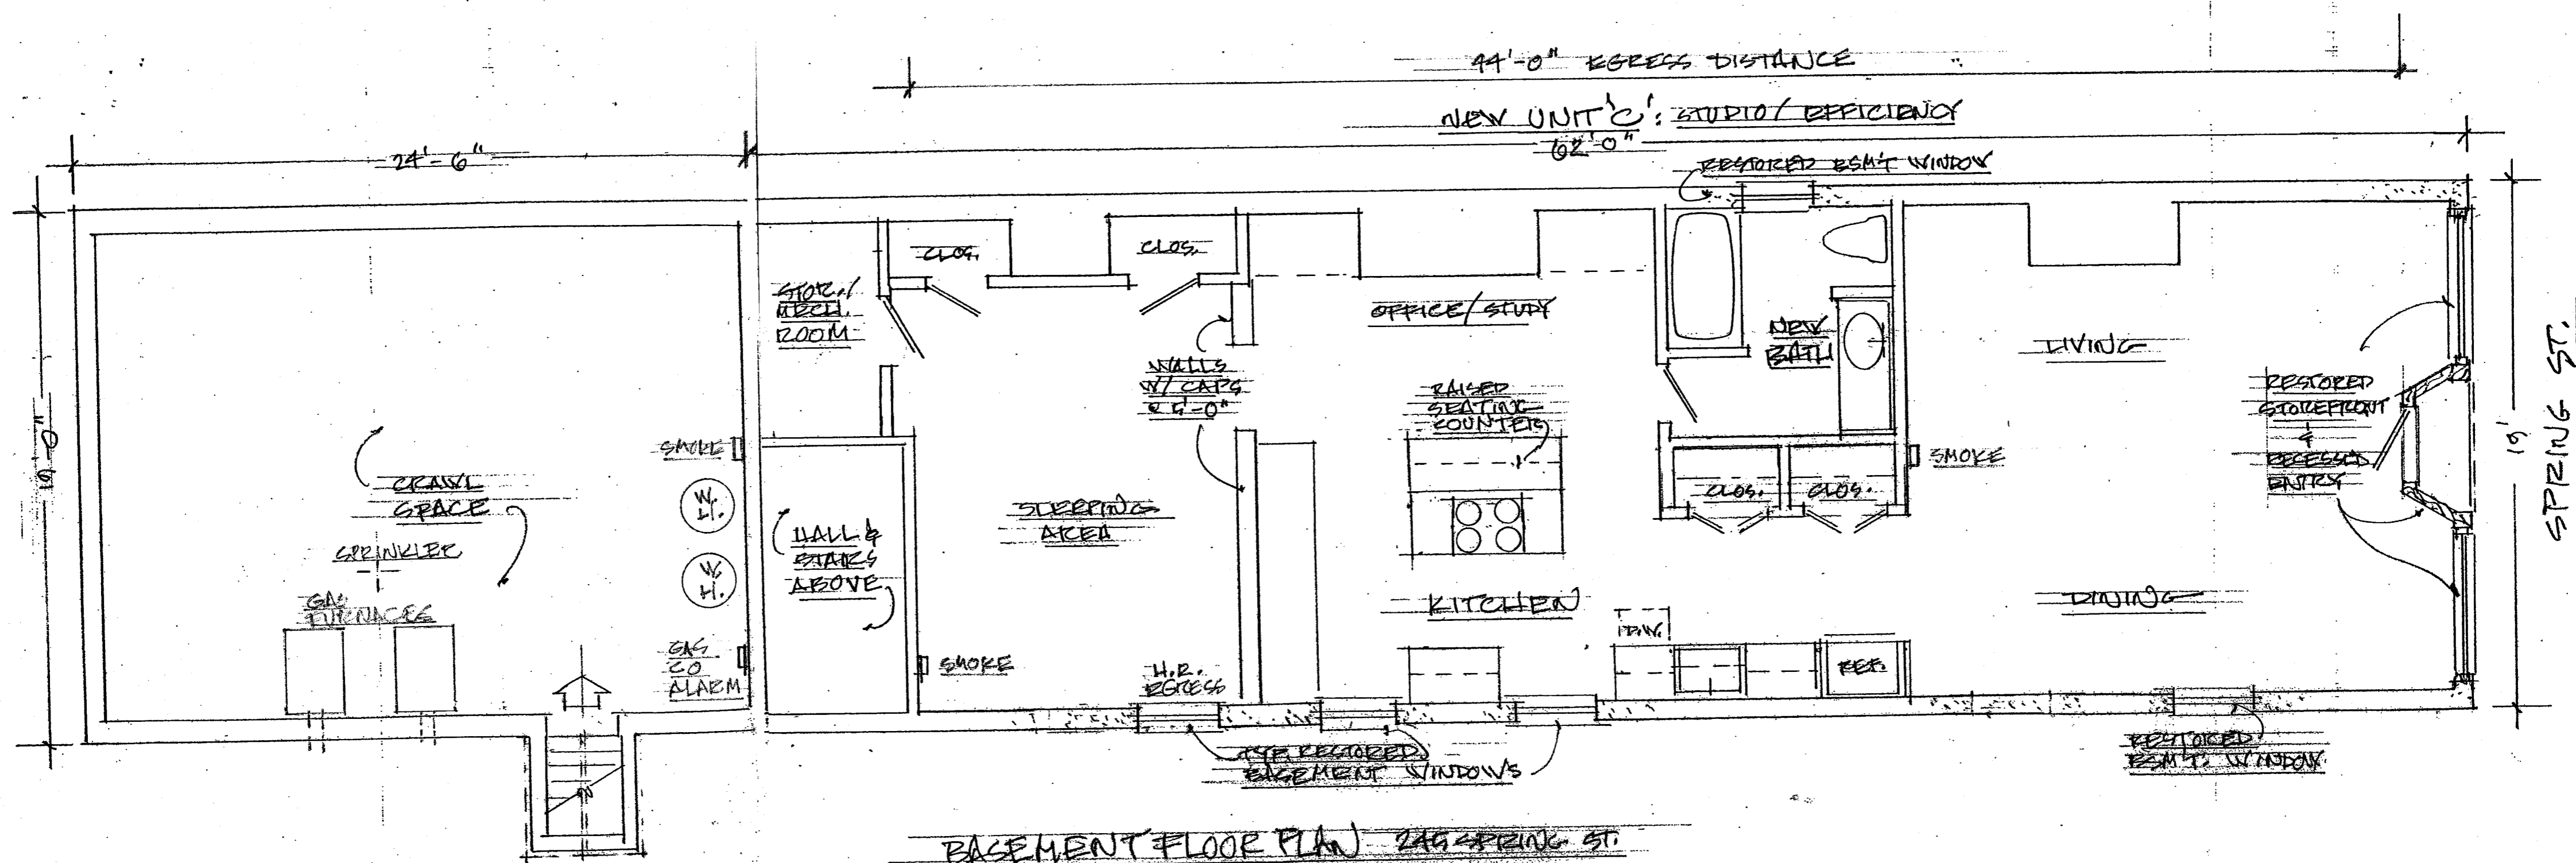 44'-0" EGRESS DISTANCE
NEW UNIT 'C': STUDIO/EFFICIENCY
24'-6"
62'-0"
RESTORED BSM'T WINDOW
CLOS.
CLOS.
STOR./
MECH.
ROOM
OFFICE/STUDY
NEW
BATH
LIVING
WALLS
W/ CAPS
@ 5'-0"
RAISED
SEATING
COUNTER
RESTORED
STOREFRONT
&
RECESSED
ENTRY
19'
SPRING ST.
19'-0"
SMOKE
SMOKE
CRAWL
SPACE
W.
H.
SLEEPING
AREA
CLOS.
CLOS.
HALL &
STAIRS
ABOVE
SPRINKLER
W.
H.
GAS
FURNACES
KITCHEN
DINING
D.W.
GAS
CO
ALARM
SMOKE
H.R.
EGRESS
REF.
TYP. RESTORED
BASEMENT WINDOWS
RESTORED
BSM'T. WINDOW
BASEMENT FLOOR PLAN 245 SPRING ST.